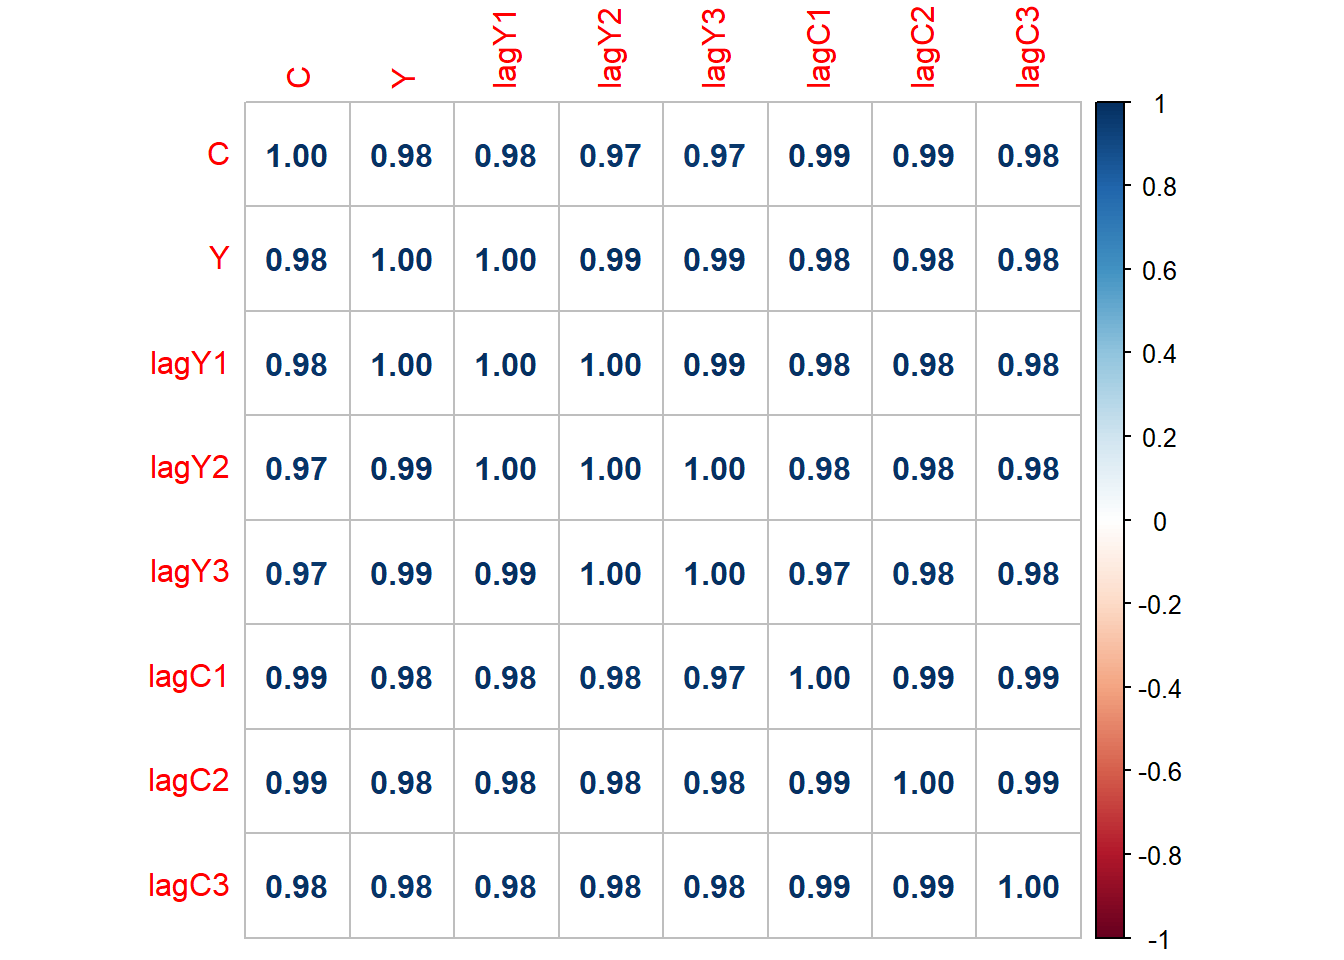 C Y lagY1 lagY2 lagY3 lagC1 lagC2 lagC3
C 1.00 0.98 0.98 0.97 0.97 0.99 0.99 0.98
Y 0.98 1.00 1.00 0.99 0.99 0.98 0.98 0.98
lagY1 0.98 1.00 1.00 1.00 0.99 0.98 0.98 0.98
lagY2 0.97 0.99 1.00 1.00 1.00 0.98 0.98 0.98
lagY3 0.97 0.99 0.99 1.00 1.00 0.97 0.98 0.98
lagC1 0.99 0.98 0.98 0.98 0.97 1.00 0.99 0.99
lagC2 0.99 0.98 0.98 0.98 0.98 0.99 1.00 0.99
lagC3 0.98 0.98 0.98 0.98 0.98 0.99 0.99 1.00
1
0.8
0.6
0.4
0.2
0
-0.2
-0.4
-0.6
-0.8
-1